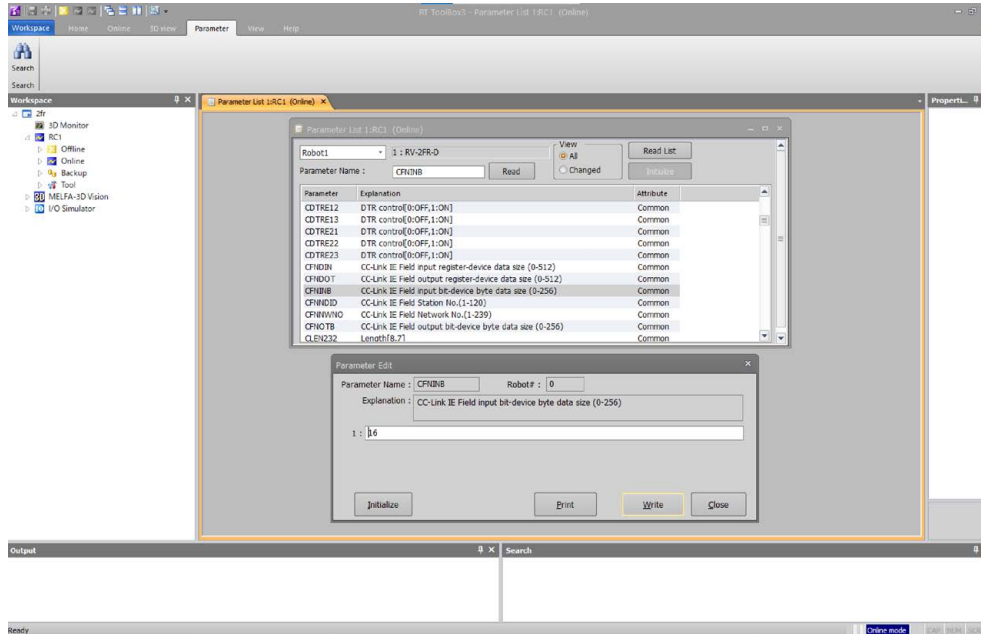 RT ToolBox3 - Parameter List 1:RC1 (Online)
Workspace Home Online 3D view Parameter View Help
Search
Search
Workspace
Parameter List 1:RC1 (Online)
Properti...
2fr
3D Monitor
RC1
Offline
Online
Backup
Tool
MELFA-3D Vision
I/O Simulator
Parameter List 1:RC1 (Online)
Robot1
1 : RV-2FR-D
View
All
Changed
Read List
Initialize
Parameter Name :
CFNINB
Read
Parameter Explanation Attribute
CDTRE12 DTR control[0:OFF,1:ON] Common
CDTRE13 DTR control[0:OFF,1:ON] Common
CDTRE21 DTR control[0:OFF,1:ON] Common
CDTRE22 DTR control[0:OFF,1:ON] Common
CDTRE23 DTR control[0:OFF,1:ON] Common
CFNDIN CC-Link IE Field input register-device data size (0-512) Common
CFNDOT CC-Link IE Field output register-device data size (0-512) Common
CFNINB CC-Link IE Field input bit-device byte data size (0-256) Common
CFNNDID CC-Link IE Field Station No.(1-120) Common
CFNNWNO CC-Link IE Field Network No.(1-239) Common
CFNOTB CC-Link IE Field output bit-device byte data size (0-256) Common
CLEN232 Length[8,7] Common
Parameter Edit
Parameter Name : CFNINB Robot# : 0
Explanation : CC-Link IE Field input bit-device byte data size (0-256)
1 : 16
Initialize Print Write Close
Output
Search
Ready
Online mode CAP NUM